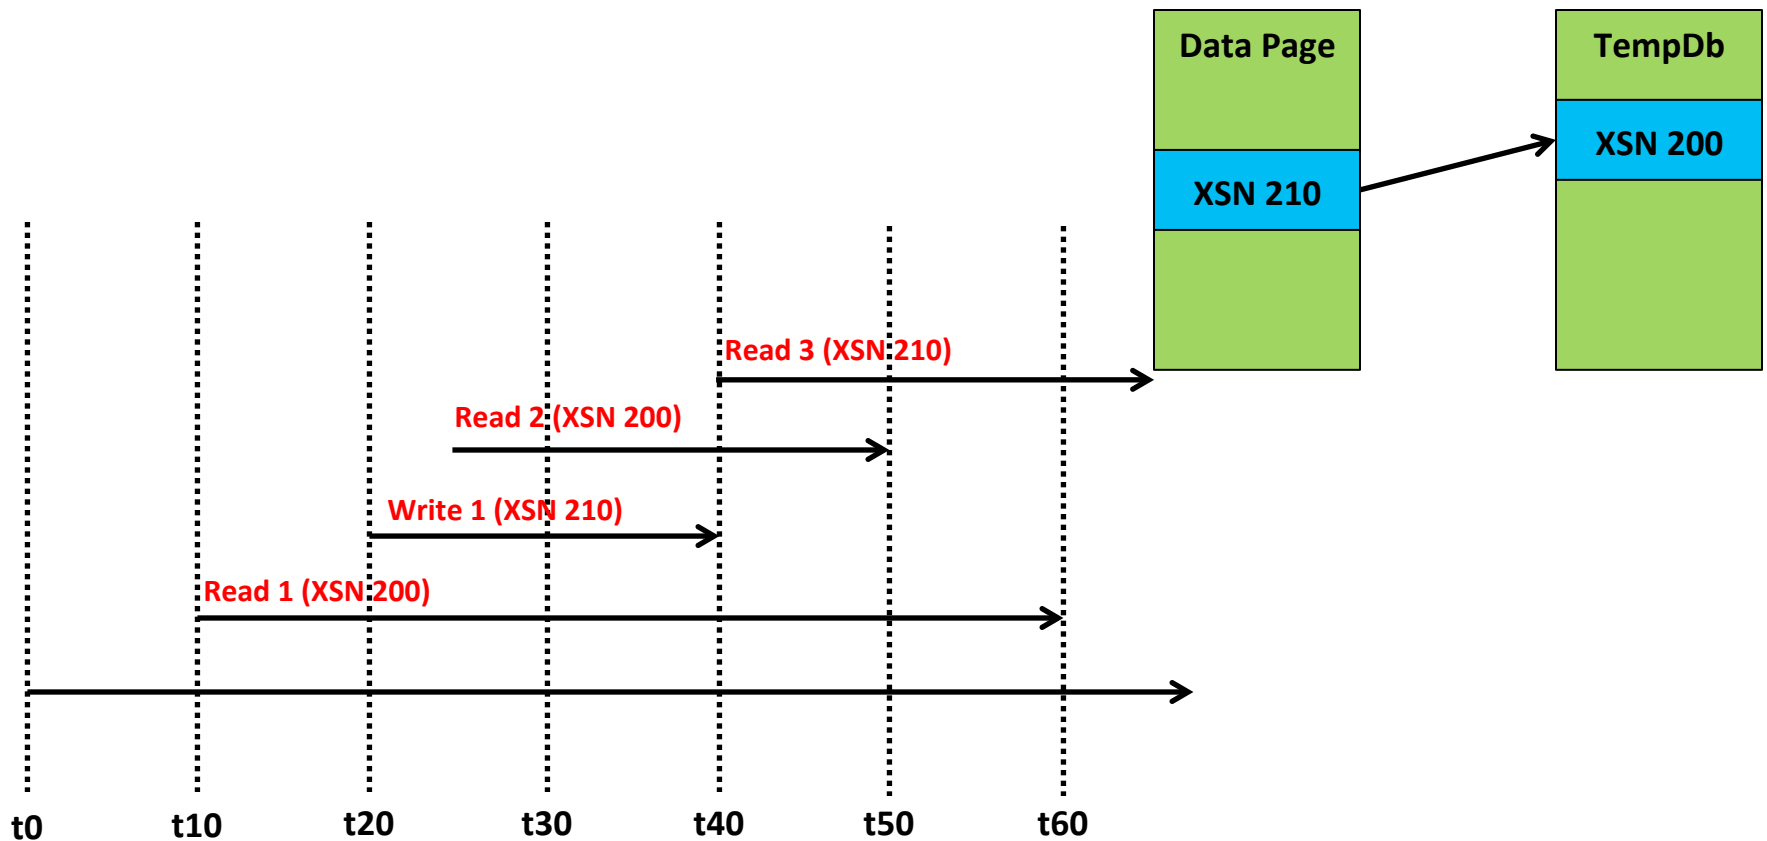 Data Page
TempDb
XSN 200
XSN 210
Read 3 (XSN 210)
Read 2 (XSN 200)
Write 1 (XSN 210)
Read 1 (XSN 200)
t0
t10
t20
t30
t40
t50
t60